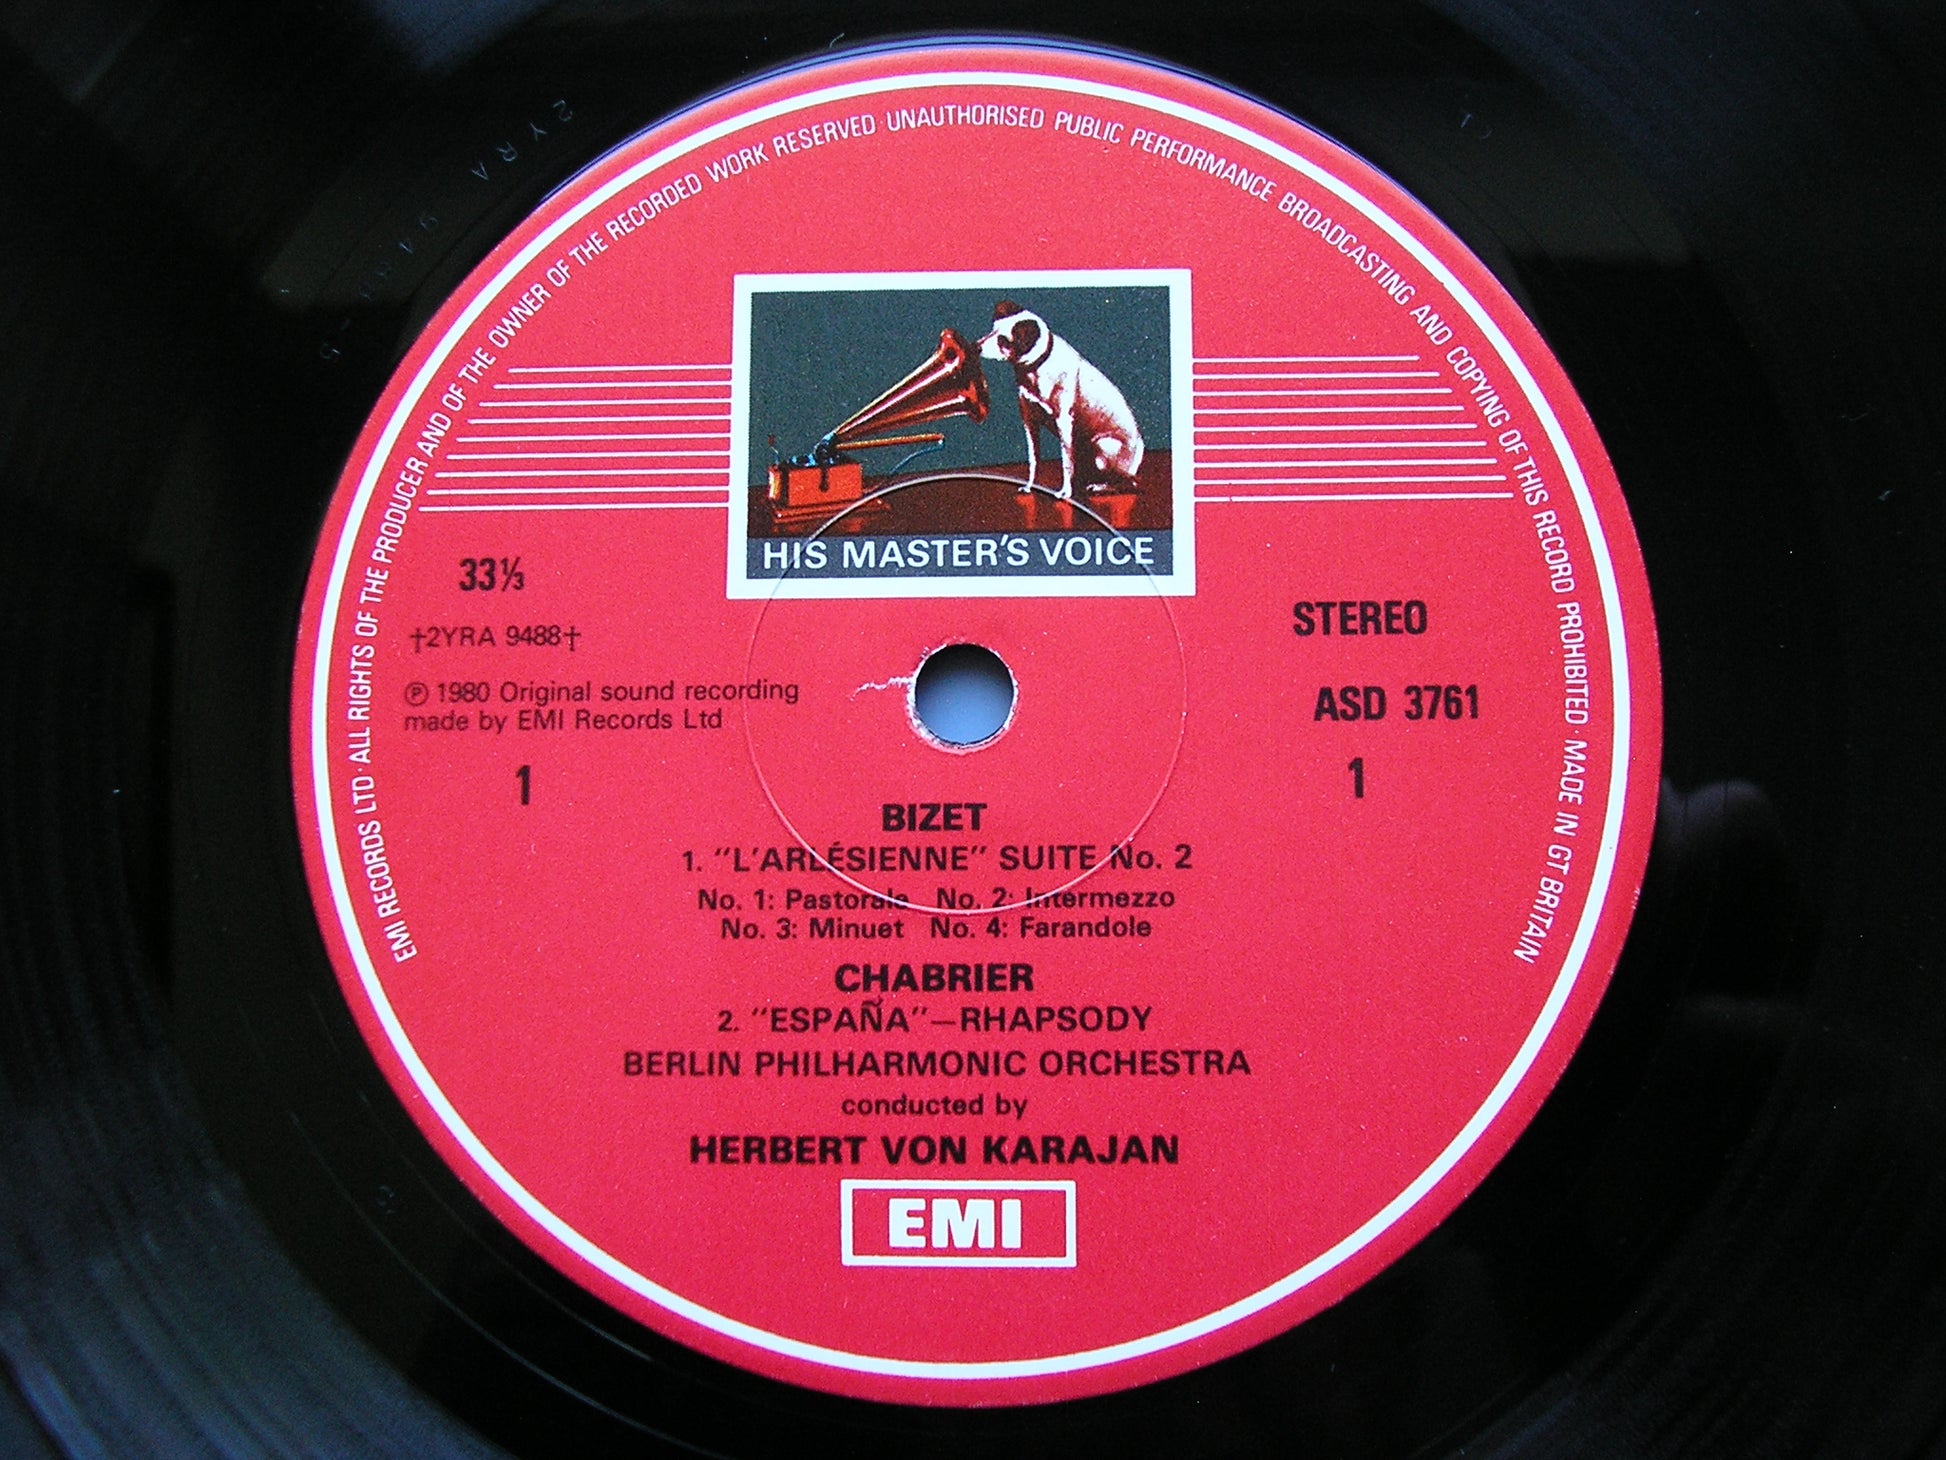 EMI RECORDS LTD · ALL RIGHTS OF THE PRODUCER AND OF THE OWNER OF THE RECORDED WORK RESERVED · UNAUTHORISED PUBLIC PERFORMANCE BROADCASTING AND COPYING OF THIS RECORD PROHIBITED · MADE IN GT BRITAIN
HIS MASTER'S VOICE
33⅓
†2YRA 9488†
℗ 1980 Original sound recording
made by EMI Records Ltd
1
STEREO
ASD 3761
1
BIZET
1. "L'ARLÉSIENNE" SUITE No. 2
No. 1: Pastorale No. 2: Intermezzo
No. 3: Minuet No. 4: Farandole
CHABRIER
2. "ESPAÑA"—RHAPSODY
BERLIN PHILHARMONIC ORCHESTRA
conducted by
HERBERT VON KARAJAN
EMI
2YRA